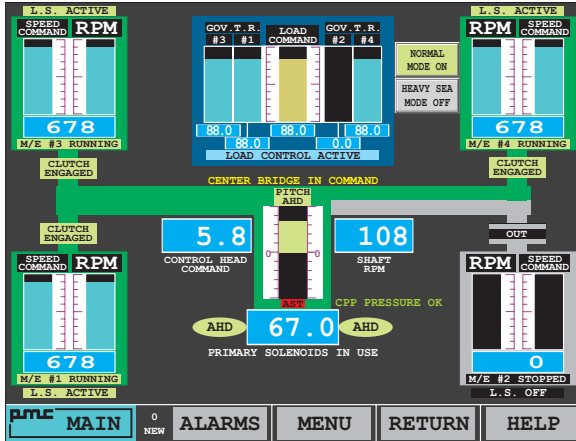 L.S. ACTIVE
SPEED COMMAND RPM
678
M/E #3 RUNNING
CLUTCH ENGAGED
GOV.T.R. #3 #1
LOAD COMMAND
GOV.T.R. #2 #4
88.0 88.0 88.0
88.0 0.0
LOAD CONTROL ACTIVE
NORMAL MODE ON
HEAVY SEA MODE OFF
L.S. ACTIVE
SPEED COMMAND RPM
678
M/E #4 RUNNING
CLUTCH ENGAGED
CENTER BRIDGE IN COMMAND
PITCH
AHD
0 0
AST
5.8
CONTROL HEAD
COMMAND
108
SHAFT
RPM
CPP PRESSURE OK
AHD 67.0 AHD
PRIMARY SOLENOIDS IN USE
CLUTCH ENGAGED
SPEED COMMAND RPM
678
M/E #1 RUNNING
L.S. ACTIVE
OUT
RPM SPEED COMMAND
0
M/E #2 STOPPED
L.S. OFF
pmc MAIN
0 NEW ALARMS
MENU
RETURN
HELP